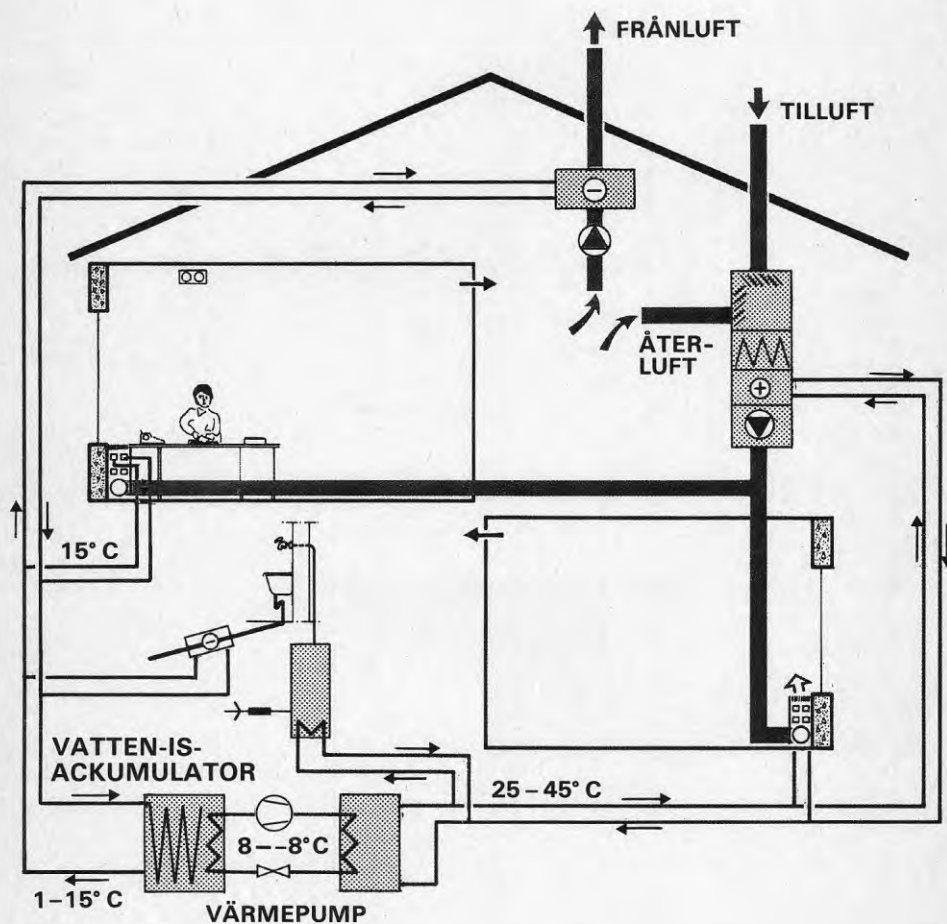 FRÅNLUFT
TILLUFT
ÅTER-
LUFT
15° C
VATTEN-IS-
ACKUMULATOR
25–45° C
8––8°C
1–15° C
VÄRMEPUMP